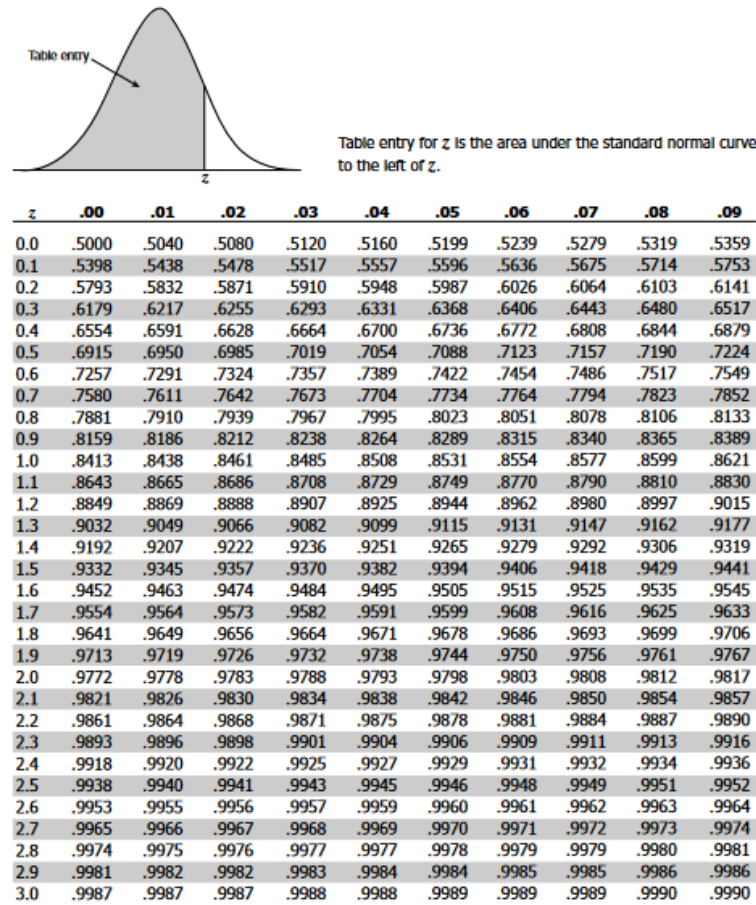 Table entry
z
Table entry for z is the area under the standard normal curve
to the left of z.
z .00 .01 .02 .03 .04 .05 .06 .07 .08 .09
0.0 .5000 .5040 .5080 .5120 .5160 .5199 .5239 .5279 .5319 .5359
0.1 .5398 .5438 .5478 .5517 .5557 .5596 .5636 .5675 .5714 .5753
0.2 .5793 .5832 .5871 .5910 .5948 .5987 .6026 .6064 .6103 .6141
0.3 .6179 .6217 .6255 .6293 .6331 .6368 .6406 .6443 .6480 .6517
0.4 .6554 .6591 .6628 .6664 .6700 .6736 .6772 .6808 .6844 .6879
0.5 .6915 .6950 .6985 .7019 .7054 .7088 .7123 .7157 .7190 .7224
0.6 .7257 .7291 .7324 .7357 .7389 .7422 .7454 .7486 .7517 .7549
0.7 .7580 .7611 .7642 .7673 .7704 .7734 .7764 .7794 .7823 .7852
0.8 .7881 .7910 .7939 .7967 .7995 .8023 .8051 .8078 .8106 .8133
0.9 .8159 .8186 .8212 .8238 .8264 .8289 .8315 .8340 .8365 .8389
1.0 .8413 .8438 .8461 .8485 .8508 .8531 .8554 .8577 .8599 .8621
1.1 .8643 .8665 .8686 .8708 .8729 .8749 .8770 .8790 .8810 .8830
1.2 .8849 .8869 .8888 .8907 .8925 .8944 .8962 .8980 .8997 .9015
1.3 .9032 .9049 .9066 .9082 .9099 .9115 .9131 .9147 .9162 .9177
1.4 .9192 .9207 .9222 .9236 .9251 .9265 .9279 .9292 .9306 .9319
1.5 .9332 .9345 .9357 .9370 .9382 .9394 .9406 .9418 .9429 .9441
1.6 .9452 .9463 .9474 .9484 .9495 .9505 .9515 .9525 .9535 .9545
1.7 .9554 .9564 .9573 .9582 .9591 .9599 .9608 .9616 .9625 .9633
1.8 .9641 .9649 .9656 .9664 .9671 .9678 .9686 .9693 .9699 .9706
1.9 .9713 .9719 .9726 .9732 .9738 .9744 .9750 .9756 .9761 .9767
2.0 .9772 .9778 .9783 .9788 .9793 .9798 .9803 .9808 .9812 .9817
2.1 .9821 .9826 .9830 .9834 .9838 .9842 .9846 .9850 .9854 .9857
2.2 .9861 .9864 .9868 .9871 .9875 .9878 .9881 .9884 .9887 .9890
2.3 .9893 .9896 .9898 .9901 .9904 .9906 .9909 .9911 .9913 .9916
2.4 .9918 .9920 .9922 .9925 .9927 .9929 .9931 .9932 .9934 .9936
2.5 .9938 .9940 .9941 .9943 .9945 .9946 .9948 .9949 .9951 .9952
2.6 .9953 .9955 .9956 .9957 .9959 .9960 .9961 .9962 .9963 .9964
2.7 .9965 .9966 .9967 .9968 .9969 .9970 .9971 .9972 .9973 .9974
2.8 .9974 .9975 .9976 .9977 .9977 .9978 .9979 .9979 .9980 .9981
2.9 .9981 .9982 .9982 .9983 .9984 .9984 .9985 .9985 .9986 .9986
3.0 .9987 .9987 .9987 .9988 .9988 .9989 .9989 .9989 .9990 .9990